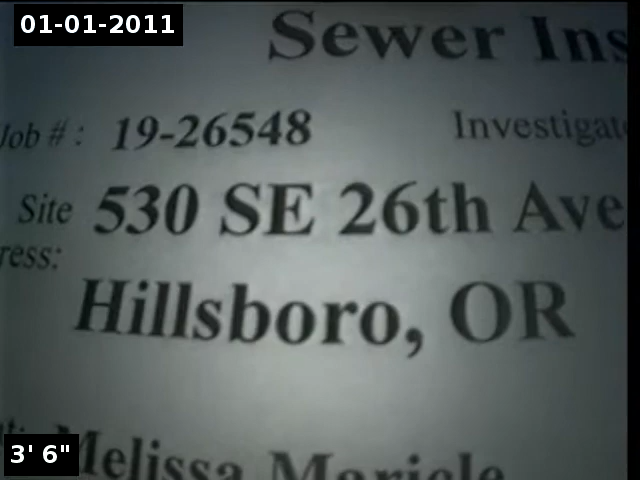 01-01-2011
Sewer Ins
Job # : 19-26548 Investigat
Site 530 SE 26th Ave
ress:
Hillsboro, OR
Melissa
3' 6"